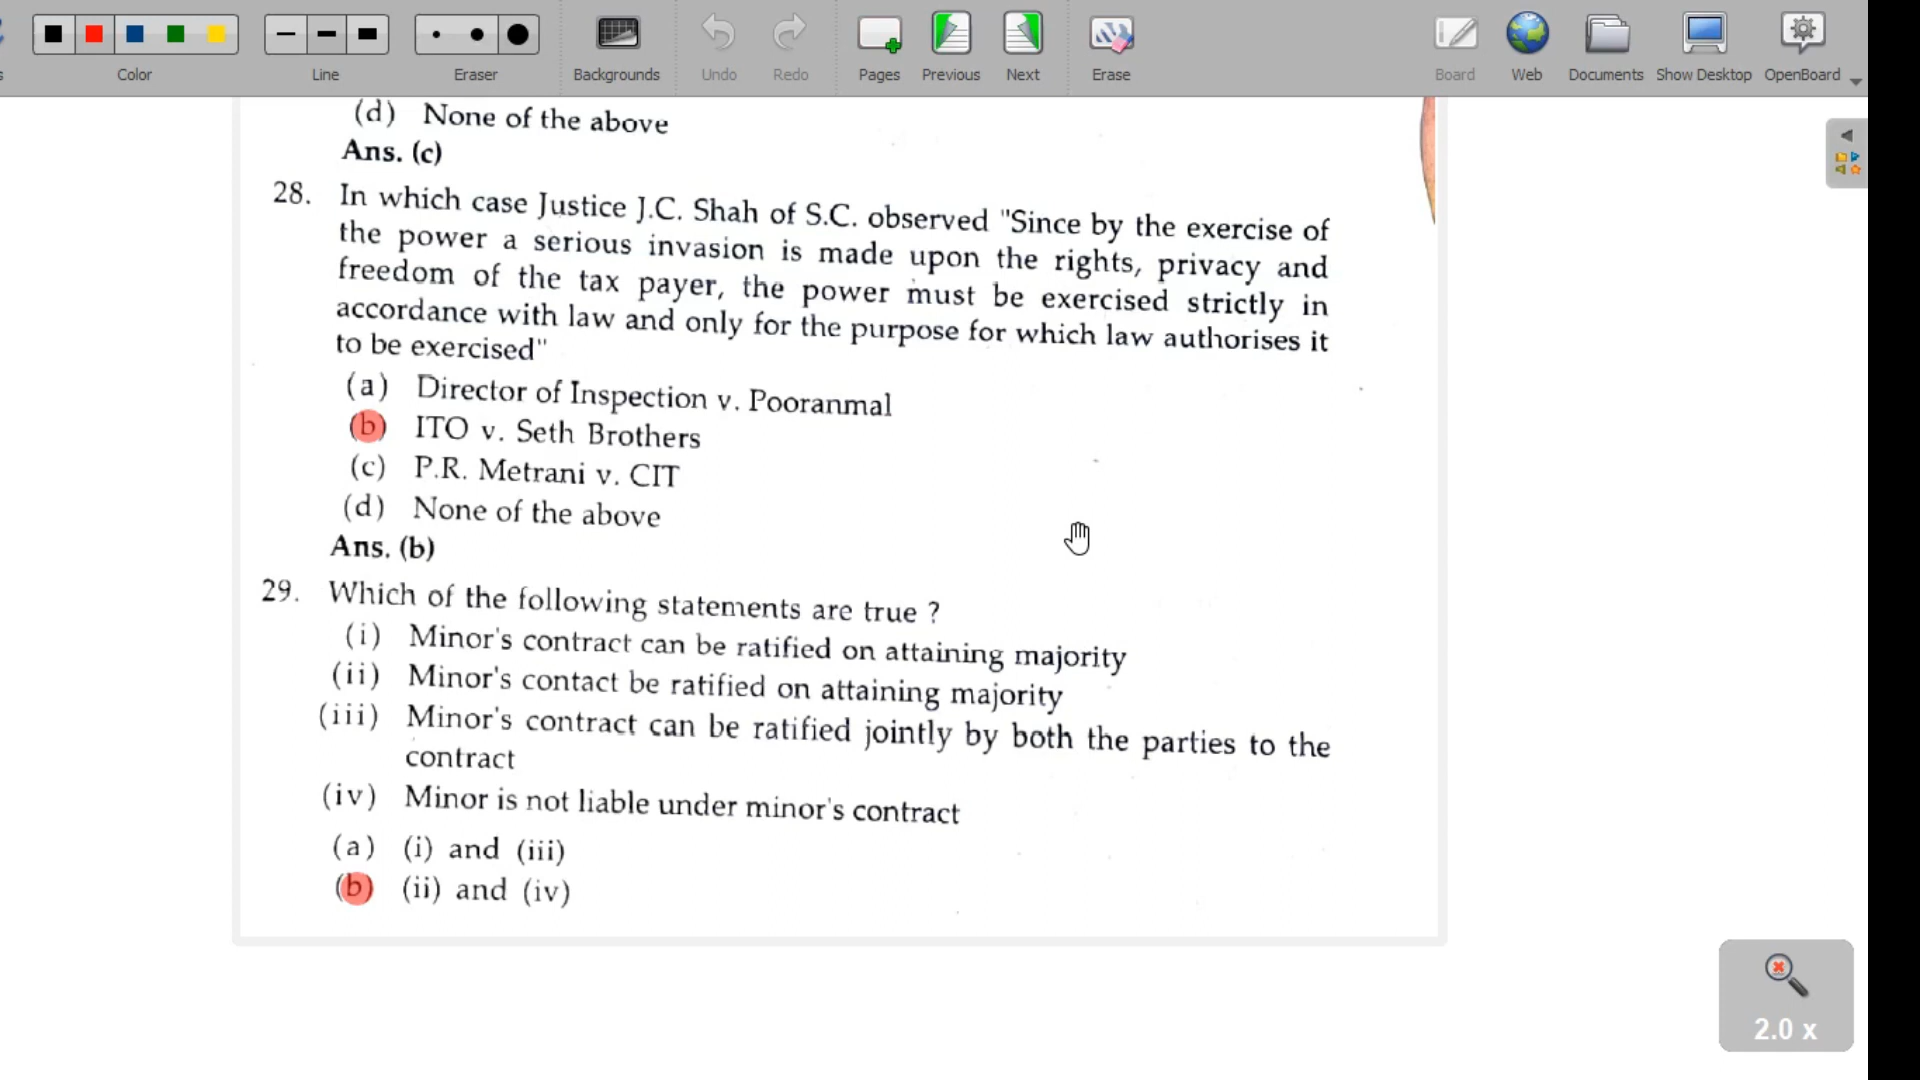 s
Color
Line
Eraser
Backgrounds
Undo
Redo
Pages
Previous
Next
Erase
Board
Web
Documents
Show Desktop
OpenBoard
(d) None of the above
Ans. (c)
28. In which case Justice J.C. Shah of S.C. observed "Since by the exercise of
the power a serious invasion is made upon the rights, privacy and
freedom of the tax payer, the power must be exercised strictly in
accordance with law and only for the purpose for which law authorises it
to be exercised"
(a) Director of Inspection v. Pooranmal
(b) ITO v. Seth Brothers
(c) P.R. Metrani v. CIT
(d) None of the above
Ans. (b)
29. Which of the following statements are true ?
(i) Minor's contract can be ratified on attaining majority
(ii) Minor's contact be ratified on attaining majority
(iii) Minor's contract can be ratified jointly by both the parties to the
contract
(iv) Minor is not liable under minor's contract
(a) (i) and (iii)
(b) (ii) and (iv)
2.0 x